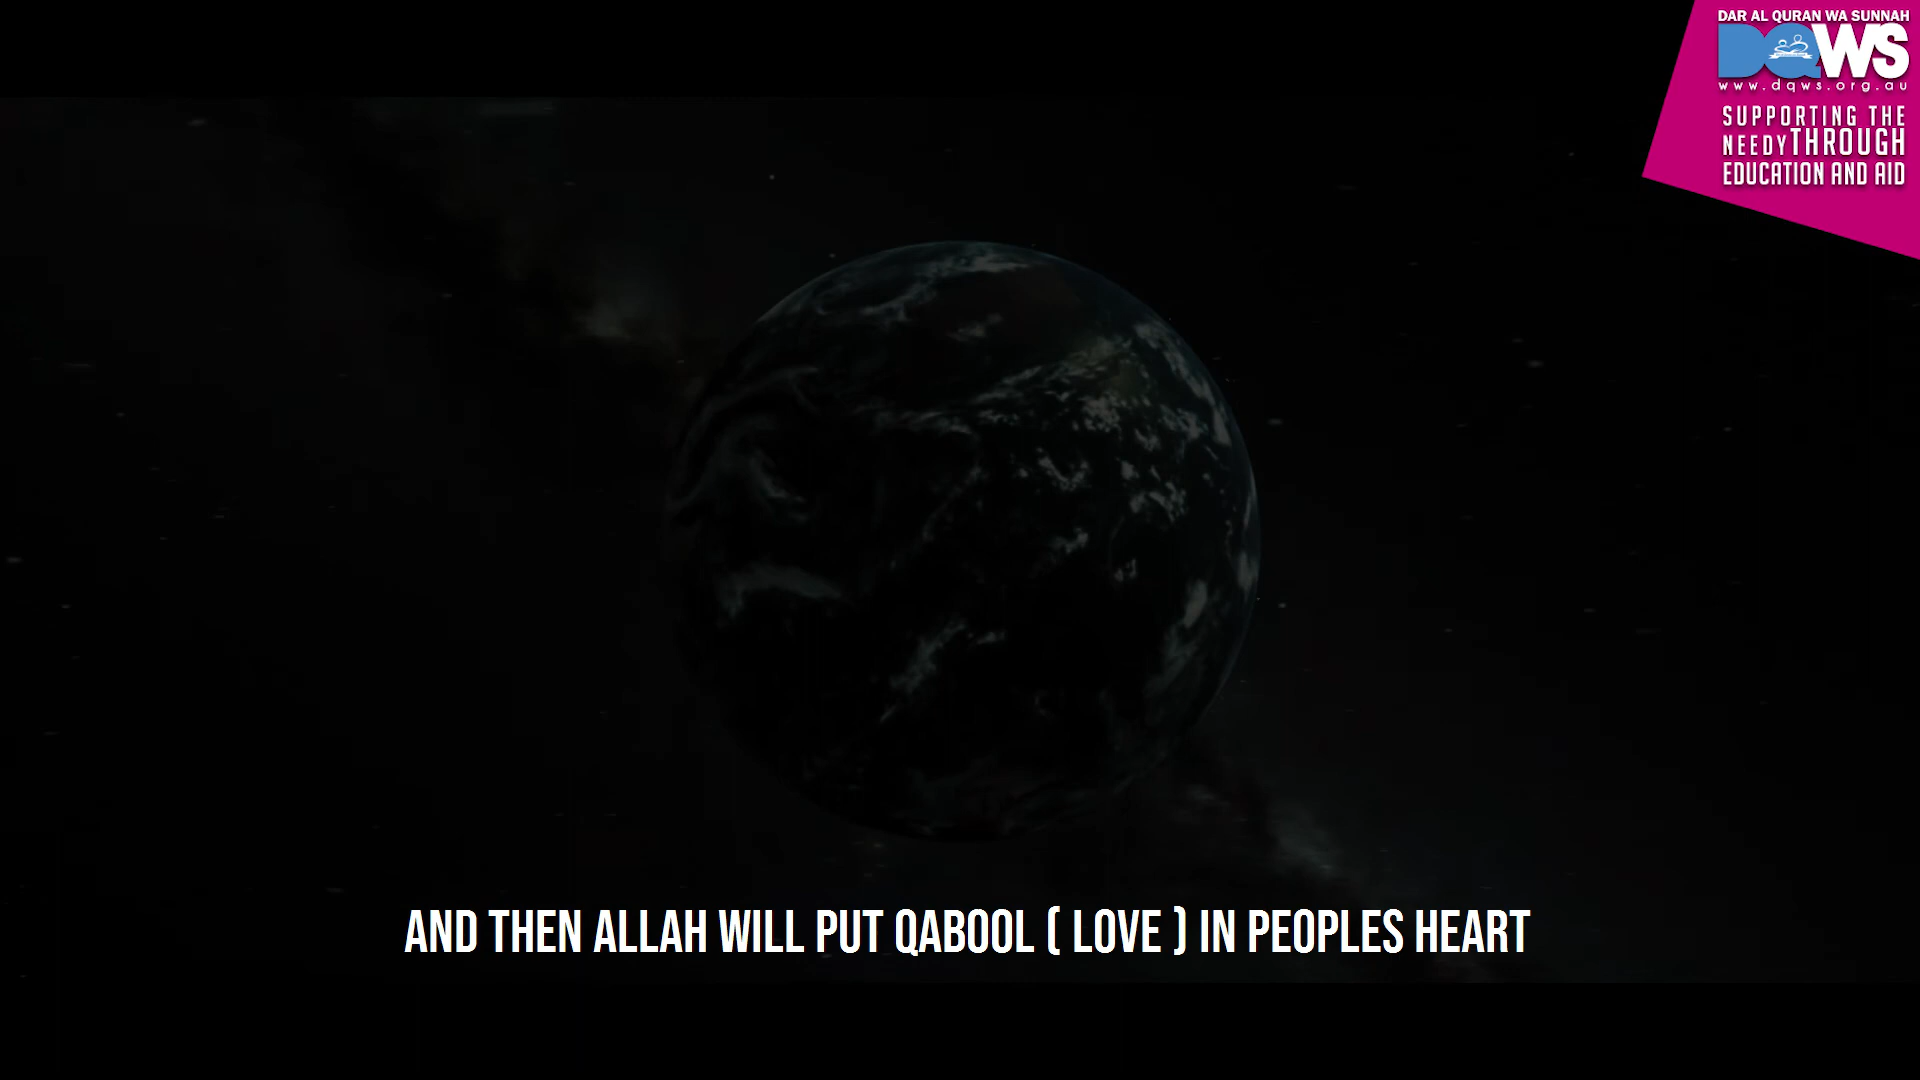 DAR AL QURAN WA SUNNAH
DQWS
www.dqws.org.au
SUPPORTING THE
NEEDY THROUGH
EDUCATION AND AID
AND THEN ALLAH WILL PUT QABOOL ( LOVE ) IN PEOPLES HEART